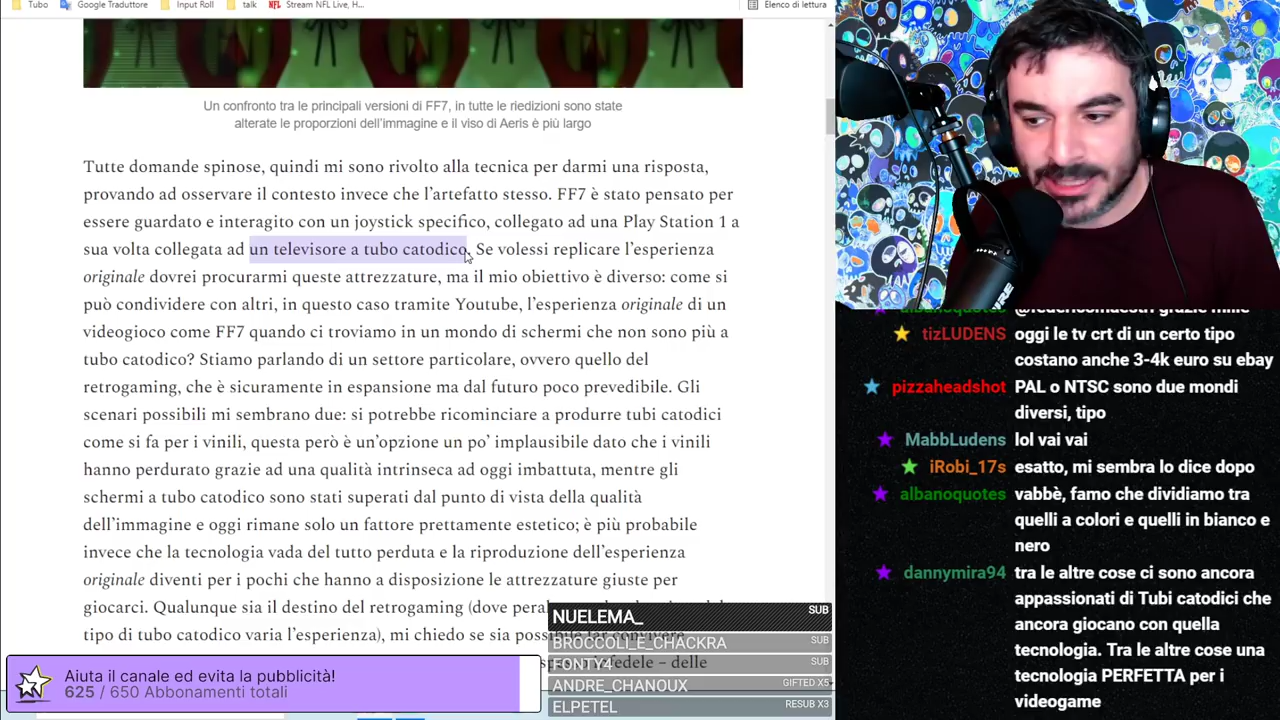 Tubo
Google Traduttore
Input Roll
talk
NFL Stream NFL Live, H...
Elenco di lettura
Un confronto tra le principali versioni di FF7, in tutte le riedizioni sono state
alterate le proporzioni dell'immagine e il viso di Aeris è più largo
Tutte domande spinose, quindi mi sono rivolto alla tecnica per darmi una risposta,
provando ad osservare il contesto invece che l'artefatto stesso. FF7 è stato pensato per
essere guardato e interagito con un joystick specifico, collegato ad una Play Station 1 a
sua volta collegata ad un televisore a tubo catodico. Se volessi replicare l'esperienza
originale dovrei procurarmi queste attrezzature, ma il mio obiettivo è diverso: come si
può condividere con altri, in questo caso tramite Youtube, l'esperienza originale di un
videogioco come FF7 quando ci troviamo in un mondo di schermi che non sono più a
tubo catodico? Stiamo parlando di un settore particolare, ovvero quello del
retrogaming, che è sicuramente in espansione ma dal futuro poco prevedibile. Gli
scenari possibili mi sembrano due: si potrebbe ricominciare a produrre tubi catodici
come si fa per i vinili, questa però è un'opzione un po' implausibile dato che i vinili
hanno perdurato grazie ad una qualità intrinseca ad oggi imbattuta, mentre gli
schermi a tubo catodico sono stati superati dal punto di vista della qualità
dell'immagine e oggi rimane solo un fattore prettamente estetico; è più probabile
invece che la tecnologia vada del tutto perduta e la riproduzione dell'esperienza
originale diventi per i pochi che hanno a disposizione le attrezzature giuste per
giocarci. Qualunque sia il destino del retrogaming (dove
tipo di tubo catodico varia l'esperienza), mi chiedo se sia possibile far convivere
fedele – delle
Aiuta il canale ed evita la pubblicità!
625 / 650 Abbonamenti totali
NUELEMA_ SUB
BROCCOLI_E_CHACKRA SUB
FONTY4 SUB
ANDRE_CHANOUX GIFTED X5
ELPETEL RESUB X3
albanoquotes @federicomaestri grazie mille
tizLUDENS oggi le tv crt di un certo tipo
costano anche 3-4k euro su ebay
pizzaheadshot PAL o NTSC sono due mondi
diversi, tipo
MabbLudens lol vai vai
iRobi_17s esatto, mi sembra lo dice dopo
albanoquotes vabbè, famo che dividiamo tra
quelli a colori e quelli in bianco e
nero
dannymira94 tra le altre cose ci sono ancora
appassionati di Tubi catodici che
ancora giocano con quella
tecnologia. Tra le altre cose una
tecnologia PERFETTA per i
videogame